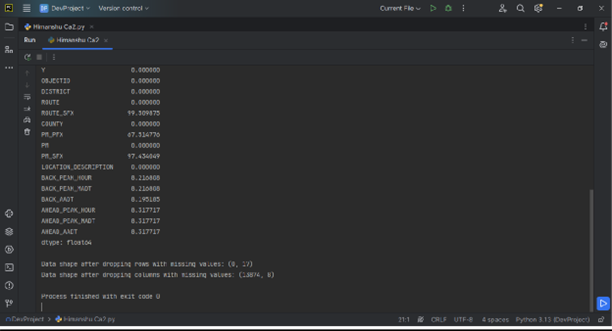 DevProject
Version control
Current File
Himanshu Ca2.py
Run
Himanshu Ca2
Y 0.000000
OBJECTID 0.000000
DISTRICT 0.000000
ROUTE 0.000000
ROUTE_SFX
COUNTY 0.000000
PM_PFX 67.514776
PM 0.000000
PM_SFX 97.434049
LOCATION_DESCRIPTION 0.000000
BACK_PEAK_HOUR 8.216808
BACK_PEAK_MADT 8.216808
BACK_AADT 8.195185
AHEAD_PEAK_HOUR 8.317717
AHEAD_PEAK_MADT 8.317717
AHEAD_AADT 8.317717
dtype: float64
Data shape after dropping rows with missing values: (0, 17)
Data shape after dropping columns with missing values: (13874, 8)
Process finished with exit code 0
DevProject > Himanshu Ca2.py
21:1 CRLF UTF-8 4 spaces Python 3.13 (DevProject)